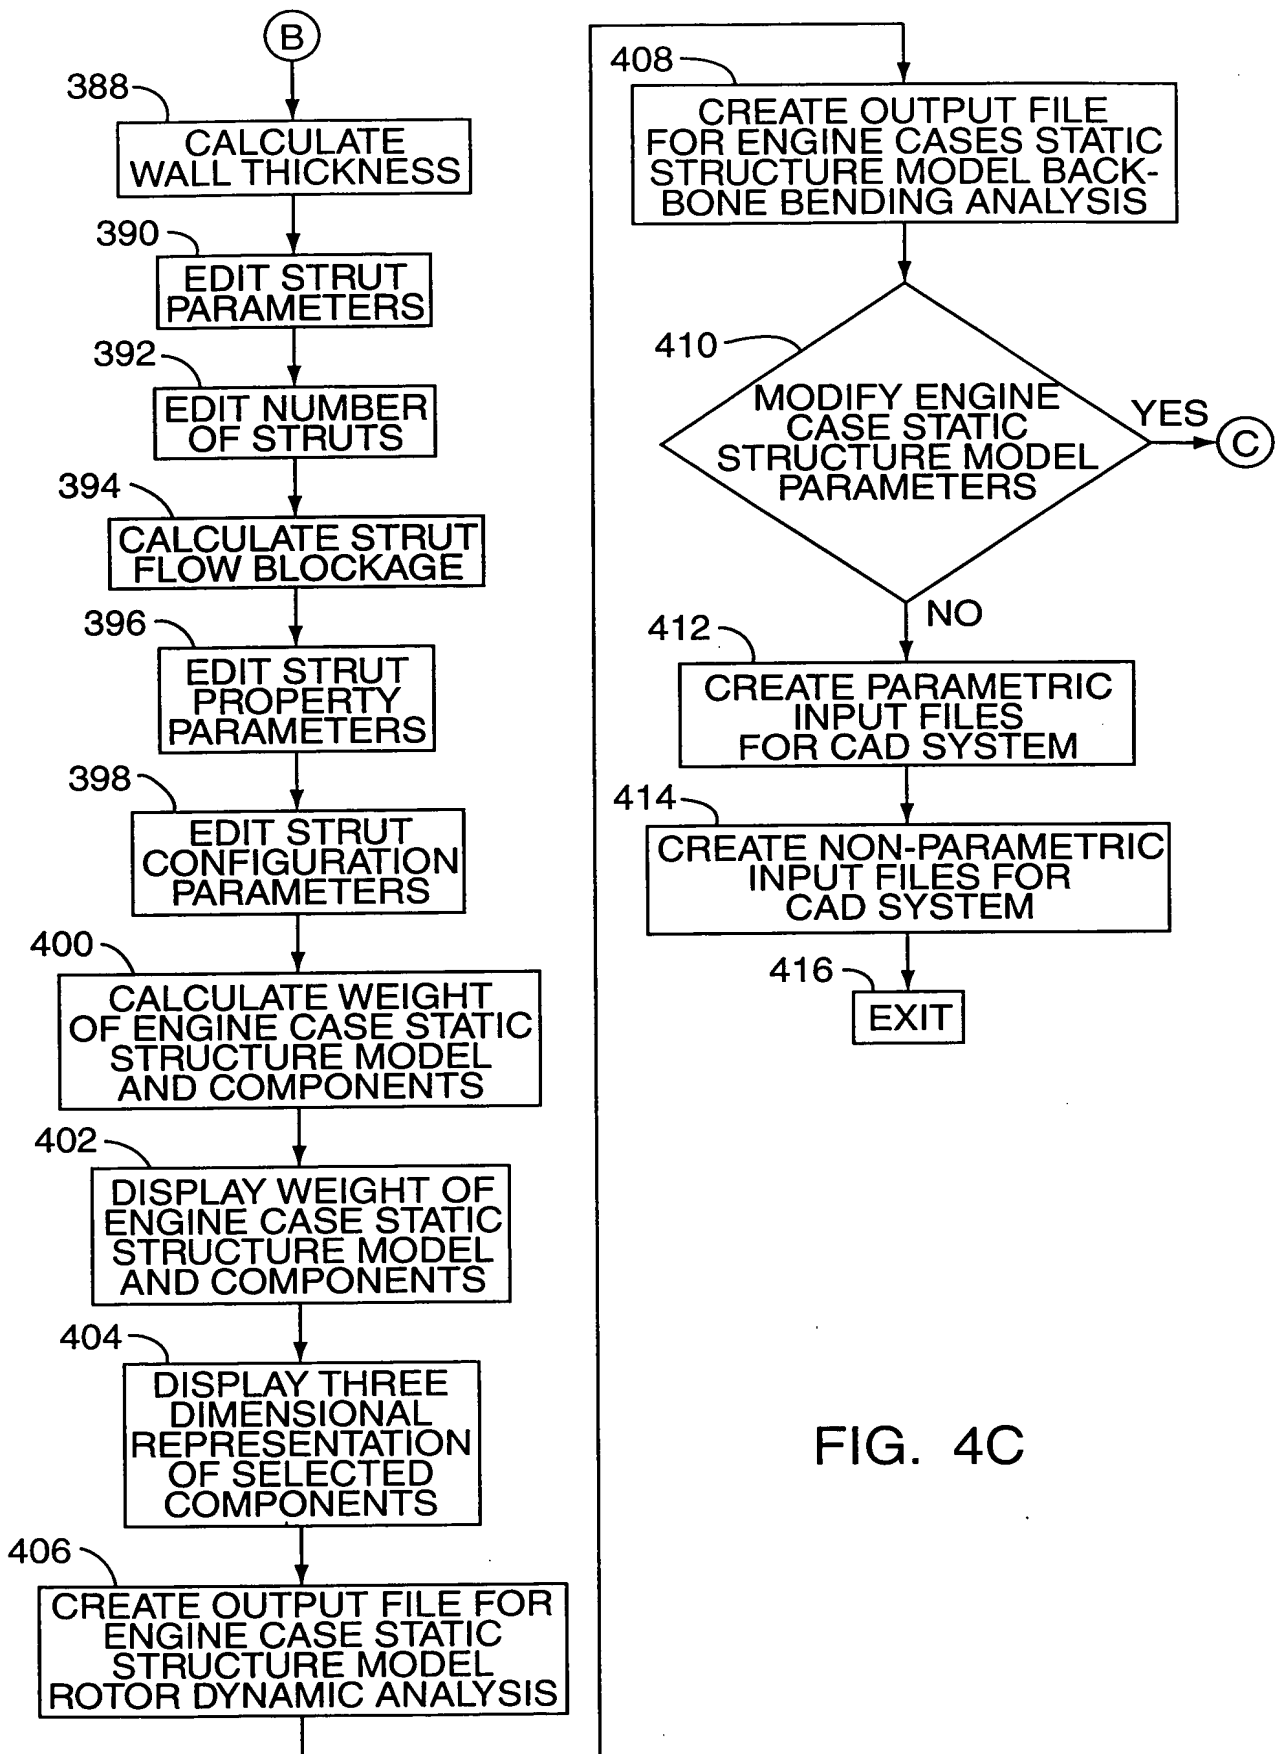 B
388
CALCULATE
WALL THICKNESS
390
EDIT STRUT
PARAMETERS
392
EDIT NUMBER
OF STRUTS
394
CALCULATE STRUT
FLOW BLOCKAGE
396
EDIT STRUT
PROPERTY
PARAMETERS
398
EDIT STRUT
CONFIGURATION
PARAMETERS
400
CALCULATE WEIGHT
OF ENGINE CASE STATIC
STRUCTURE MODEL
AND COMPONENTS
402
DISPLAY WEIGHT OF
ENGINE CASE STATIC
STRUCTURE MODEL
AND COMPONENTS
404
DISPLAY THREE
DIMENSIONAL
REPRESENTATION
OF SELECTED
COMPONENTS
406
CREATE OUTPUT FILE FOR
ENGINE CASE STATIC
STRUCTURE MODEL
ROTOR DYNAMIC ANALYSIS
408
CREATE OUTPUT FILE
FOR ENGINE CASES STATIC
STRUCTURE MODEL BACK-
BONE BENDING ANALYSIS
410
MODIFY ENGINE
CASE STATIC
STRUCTURE MODEL
PARAMETERS
YES
C
NO
412
CREATE PARAMETRIC
INPUT FILES
FOR CAD SYSTEM
414
CREATE NON-PARAMETRIC
INPUT FILES FOR
CAD SYSTEM
416
EXIT
FIG. 4C